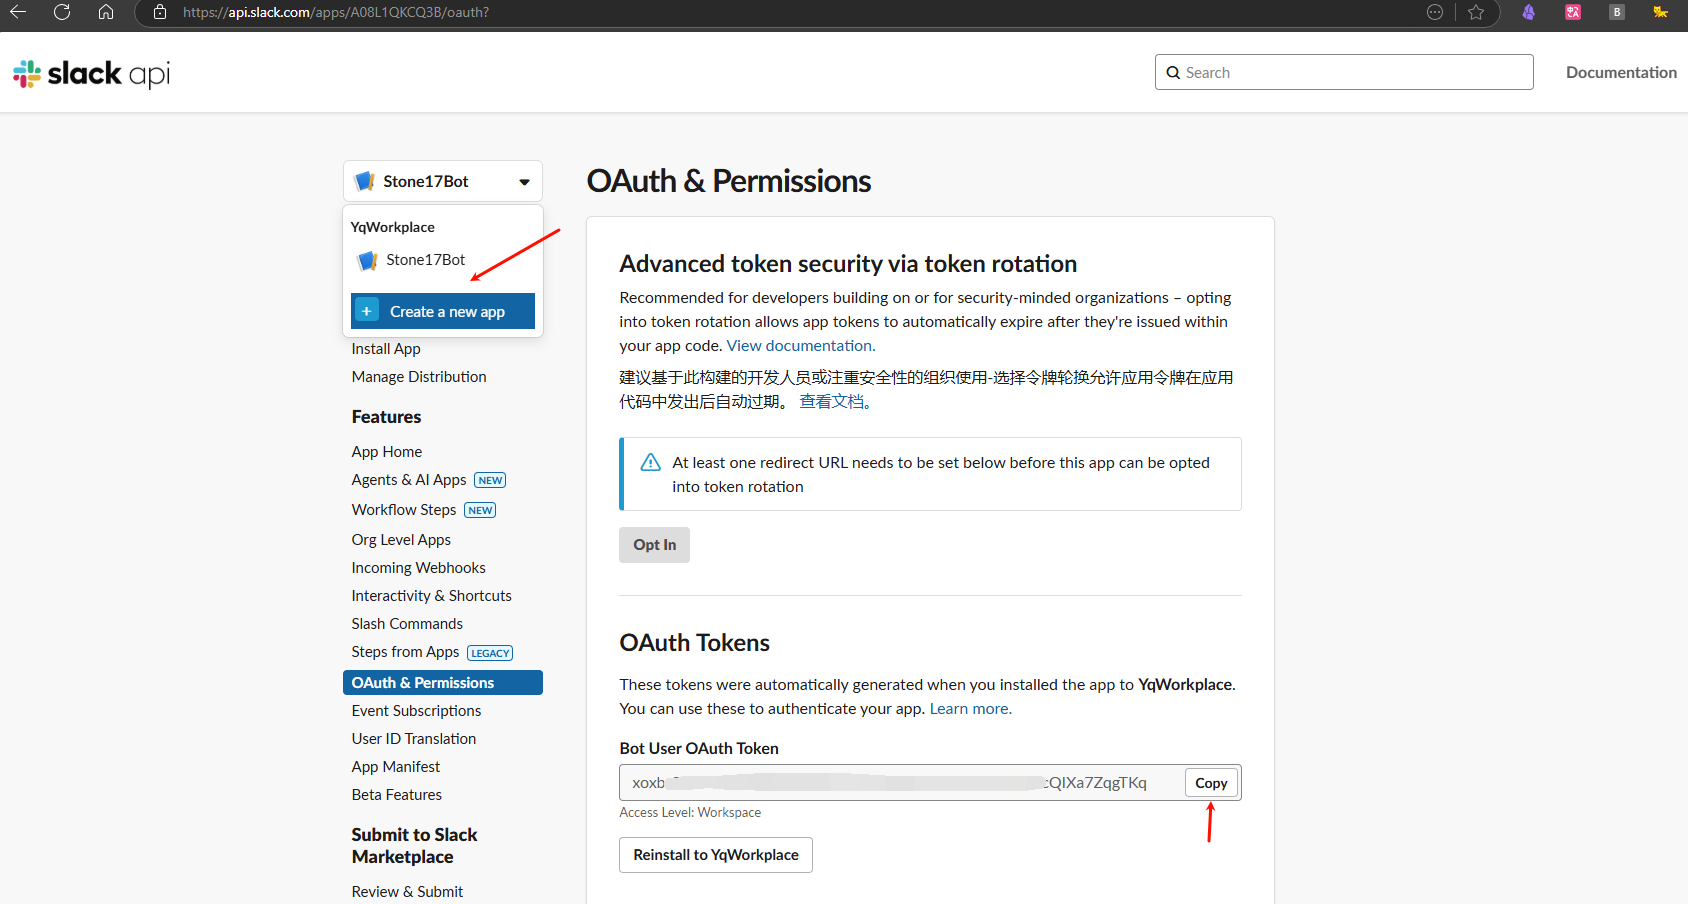 https://api.slack.com/apps/A08L1QKCQ3B/oauth?
B
slack api
Search
Documentation
Stone17Bot
YqWorkplace
Stone17Bot
+ Create a new app
Install App
Manage Distribution
Features
App Home
Agents & AI Apps NEW
Workflow Steps NEW
Org Level Apps
Incoming Webhooks
Interactivity & Shortcuts
Slash Commands
Steps from Apps LEGACY
OAuth & Permissions
Event Subscriptions
User ID Translation
App Manifest
Beta Features
Submit to Slack
Marketplace
Review & Submit
OAuth & Permissions
Advanced token security via token rotation
Recommended for developers building on or for security-minded organizations – opting
into token rotation allows app tokens to automatically expire after they're issued within
your app code. View documentation.
建议基于此构建的开发人员或注重安全性的组织使用-选择令牌轮换允许应用令牌在应用
代码中发出后自动过期。 查看文档。
At least one redirect URL needs to be set below before this app can be opted
into token rotation
Opt In
OAuth Tokens
These tokens were automatically generated when you installed the app to YqWorkplace.
You can use these to authenticate your app. Learn more.
Bot User OAuth Token
xoxb cQIXa7ZqgTKq
Copy
Access Level: Workspace
Reinstall to YqWorkplace